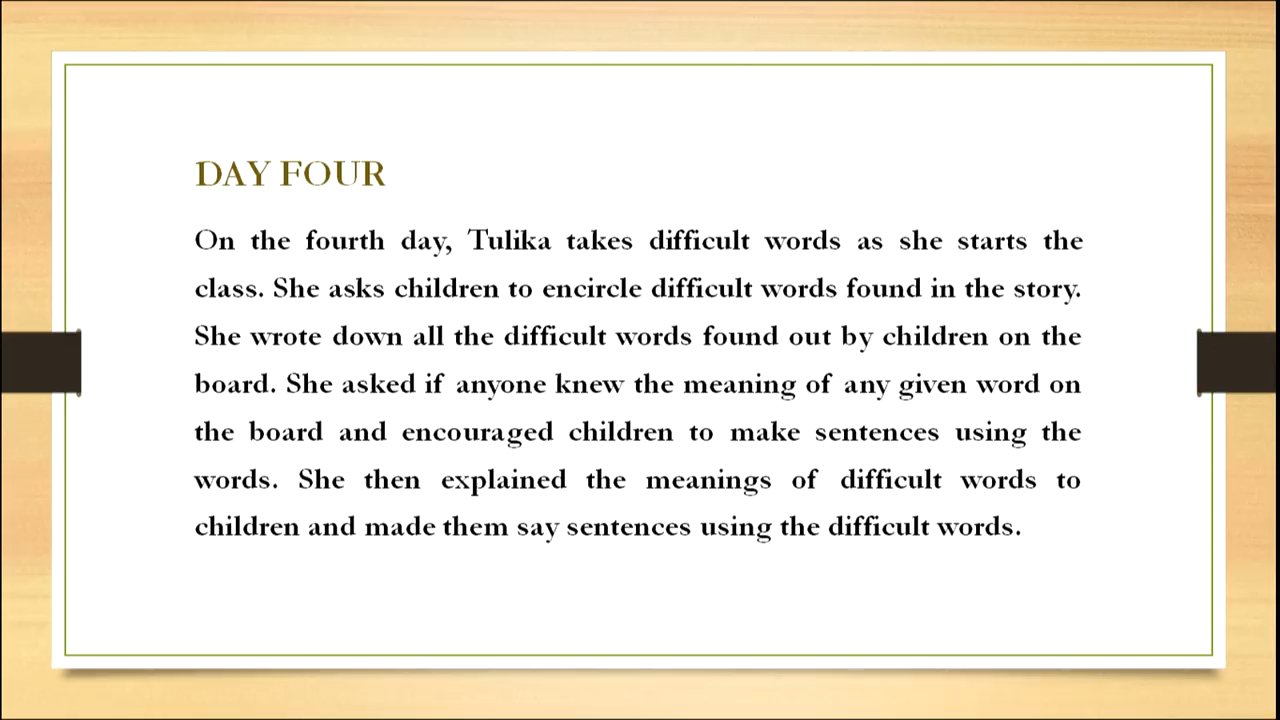 DAY FOUR
On the fourth day, Tulika takes difficult words as she starts the
class. She asks children to encircle difficult words found in the story.
She wrote down all the difficult words found out by children on the
board. She asked if anyone knew the meaning of any given word on
the board and encouraged children to make sentences using the
words. She then explained the meanings of difficult words to
children and made them say sentences using the difficult words.